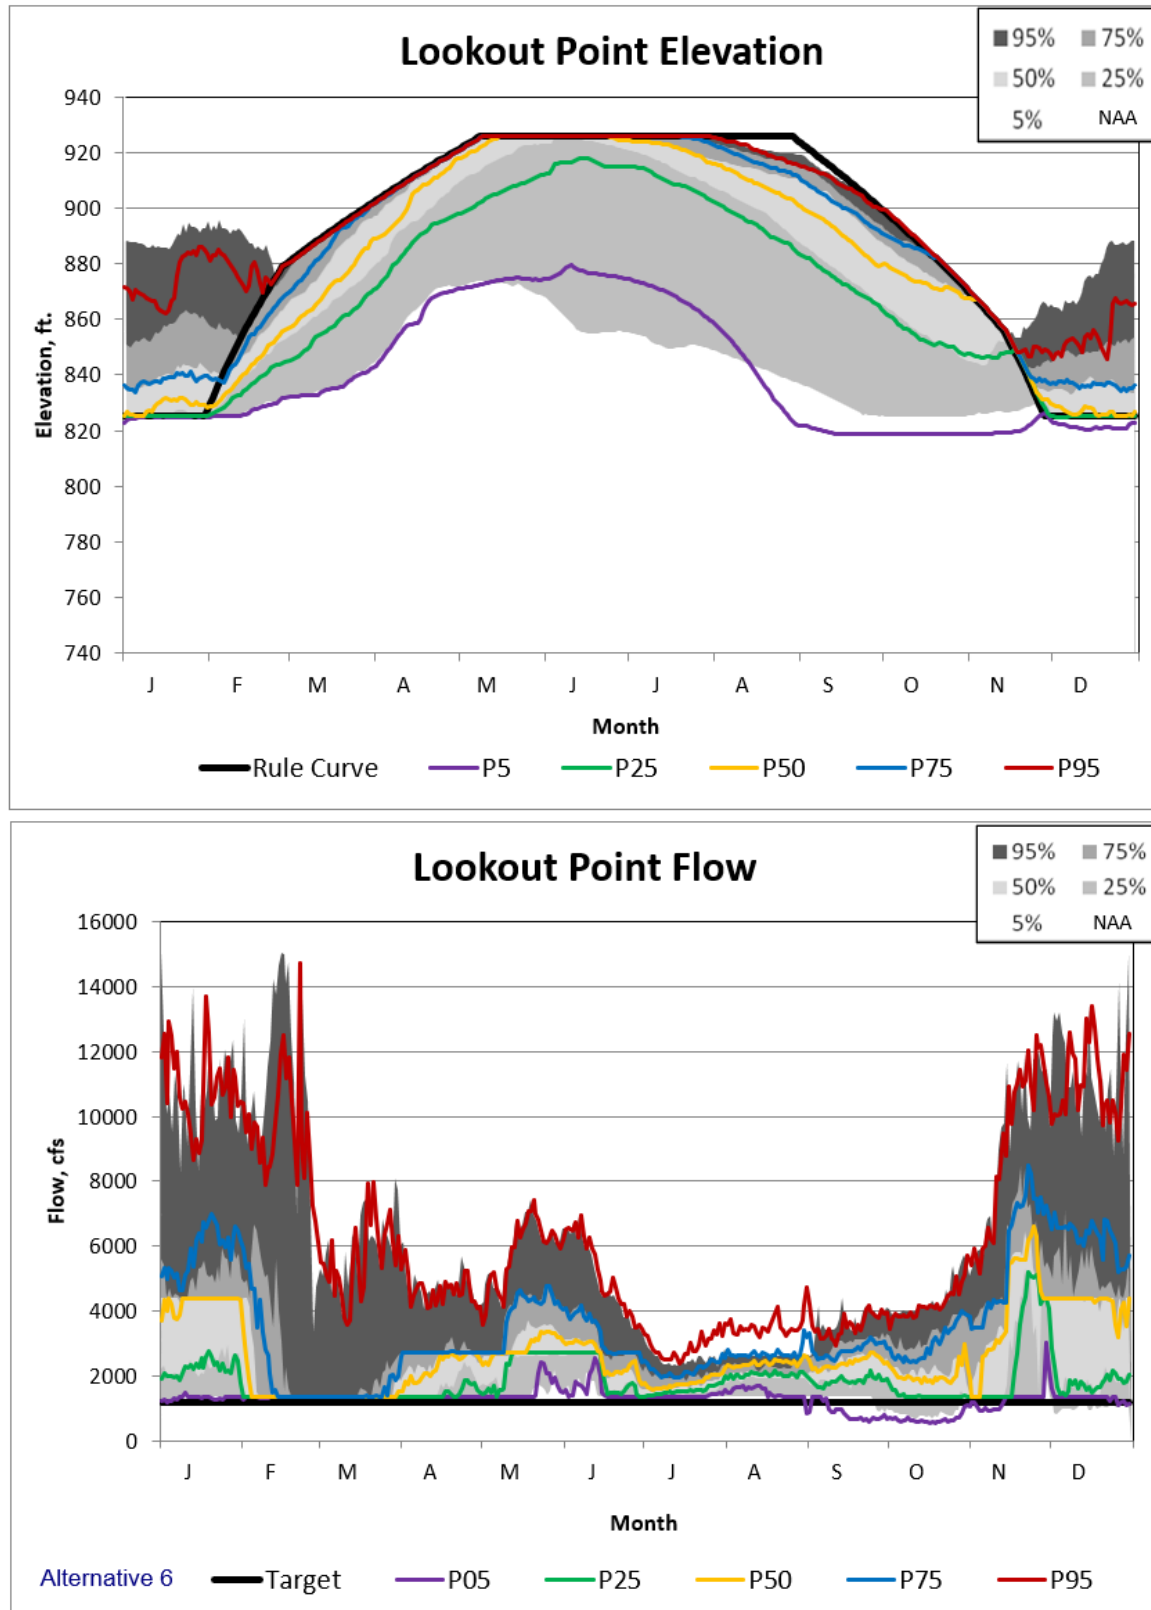 Lookout Point Elevation
95% 75%
50% 25%
5% NAA
940
920
900
880
860
840
820
800
780
760
740
Elevation, ft.
J F M A M J J A S O N D
Month
Rule Curve P5 P25 P50 P75 P95
Lookout Point Flow
95% 75%
50% 25%
5% NAA
16000
14000
12000
10000
8000
6000
4000
2000
0
Flow, cfs
J F M A M J J A S O N D
Month
Alternative 6 Target P05 P25 P50 P75 P95